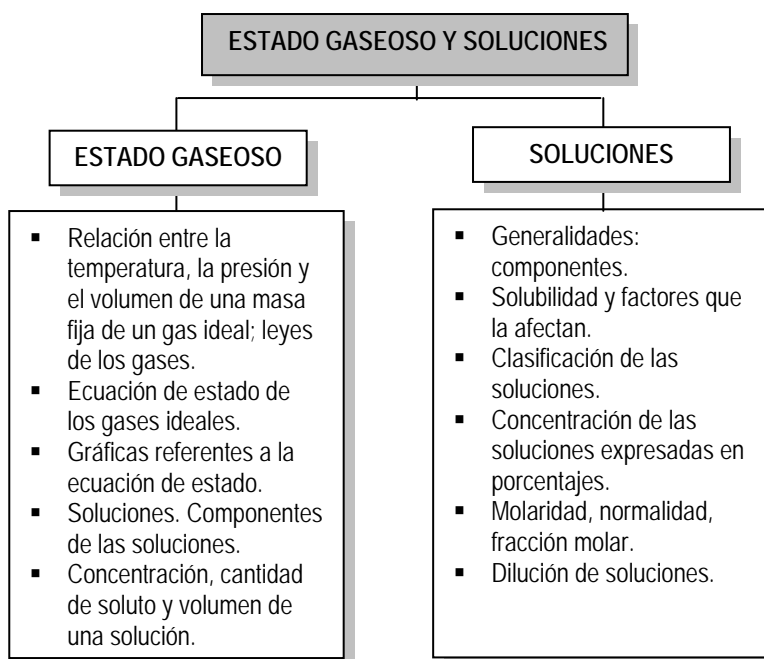 ESTADO GASEOSO Y SOLUCIONES
ESTADO GASEOSO
▪ Relación entre la
temperatura, la presión y
el volumen de una masa
fija de un gas ideal; leyes
de los gases.
▪ Ecuación de estado de
los gases ideales.
▪ Gráficas referentes a la
ecuación de estado.
▪ Soluciones. Componentes
de las soluciones.
▪ Concentración, cantidad
de soluto y volumen de
una solución.
SOLUCIONES
▪ Generalidades:
componentes.
▪ Solubilidad y factores que
la afectan.
▪ Clasificación de las
soluciones.
▪ Concentración de las
soluciones expresadas en
porcentajes.
▪ Molaridad, normalidad,
fracción molar.
▪ Dilución de soluciones.